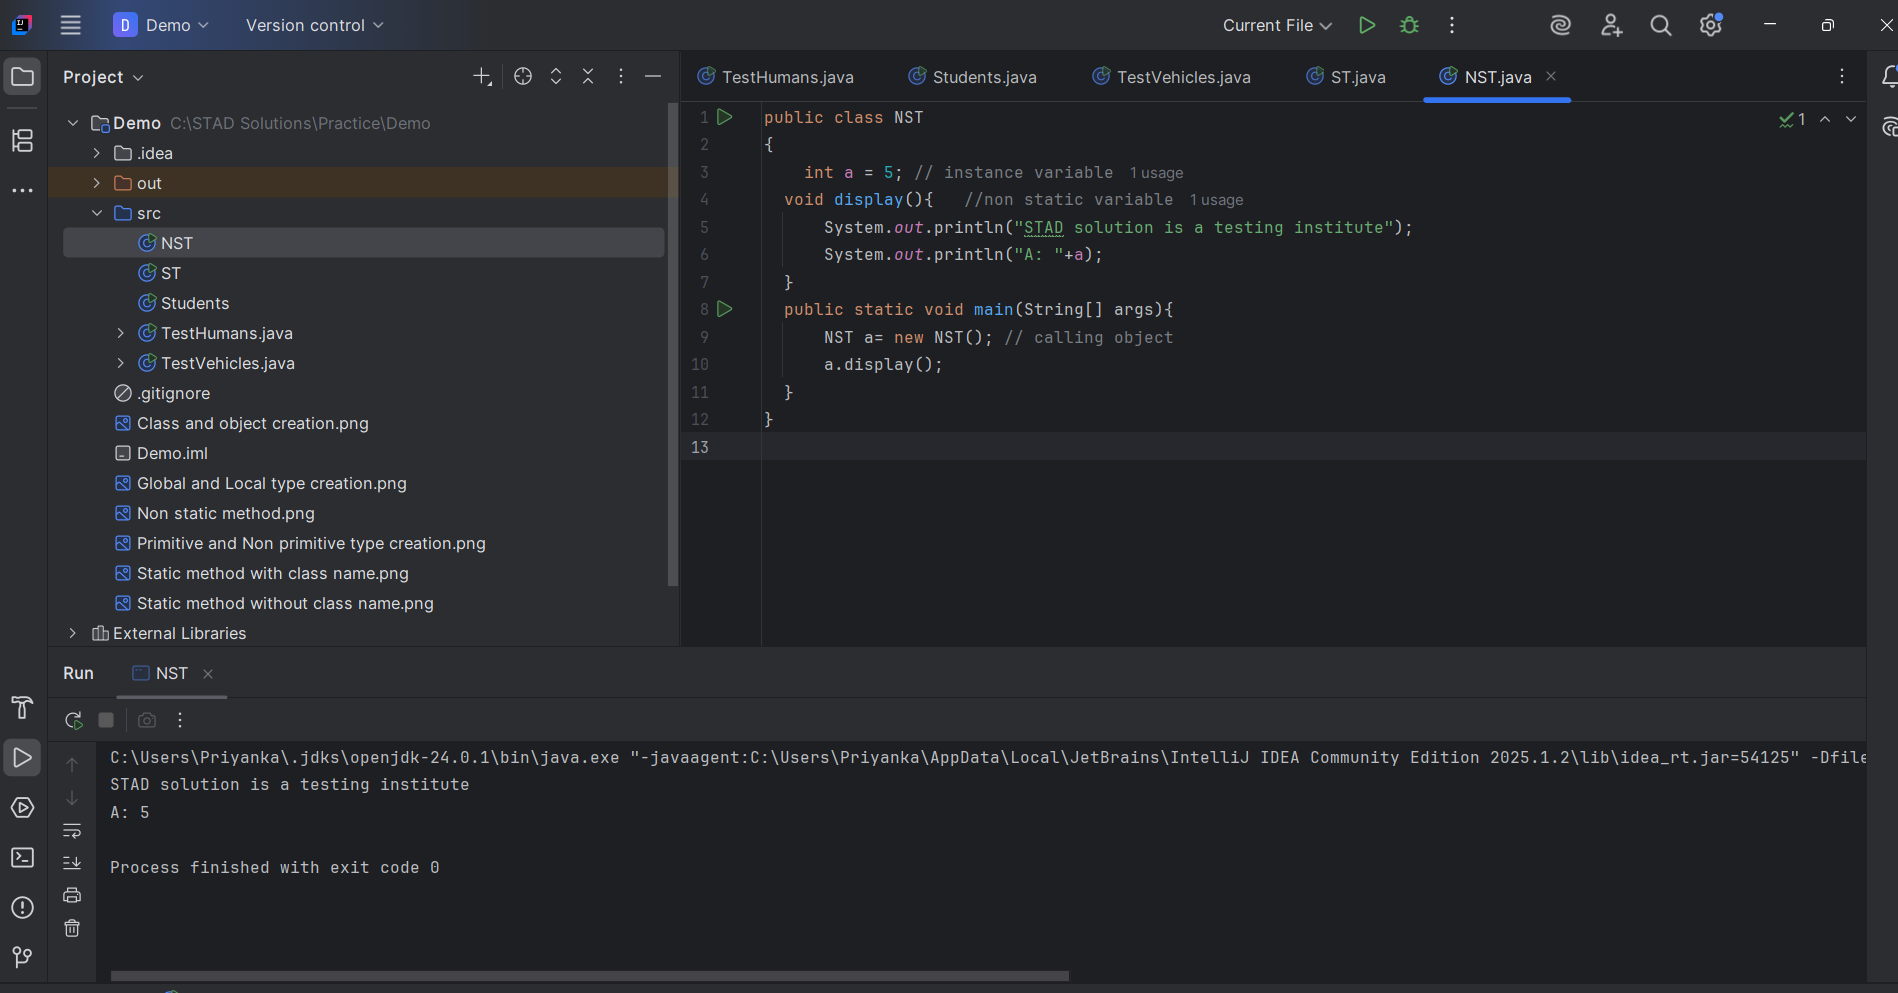 D Demo Version control Current File
Project
TestHumans.java Students.java TestVehicles.java ST.java NST.java
Demo C:\STAD Solutions\Practice\Demo
.idea
out
src
NST
ST
Students
TestHumans.java
TestVehicles.java
.gitignore
Class and object creation.png
Demo.iml
Global and Local type creation.png
Non static method.png
Primitive and Non primitive type creation.png
Static method with class name.png
Static method without class name.png
External Libraries
1 public class NST
1
2 {
3 int a = 5; // instance variable 1 usage
4 void display(){ //non static variable 1 usage
5 System.out.println("STAD solution is a testing institute");
6 System.out.println("A: "+a);
7 }
8 public static void main(String[] args){
9 NST a= new NST(); // calling object
10 a.display();
11 }
12 }
13
Run NST
C:\Users\Priyanka\.jdks\openjdk-24.0.1\bin\java.exe "-javaagent:C:\Users\Priyanka\AppData\Local\JetBrains\IntelliJ IDEA Community Edition 2025.1.2\lib\idea_rt.jar=54125" -Dfile
STAD solution is a testing institute
A: 5
Process finished with exit code 0